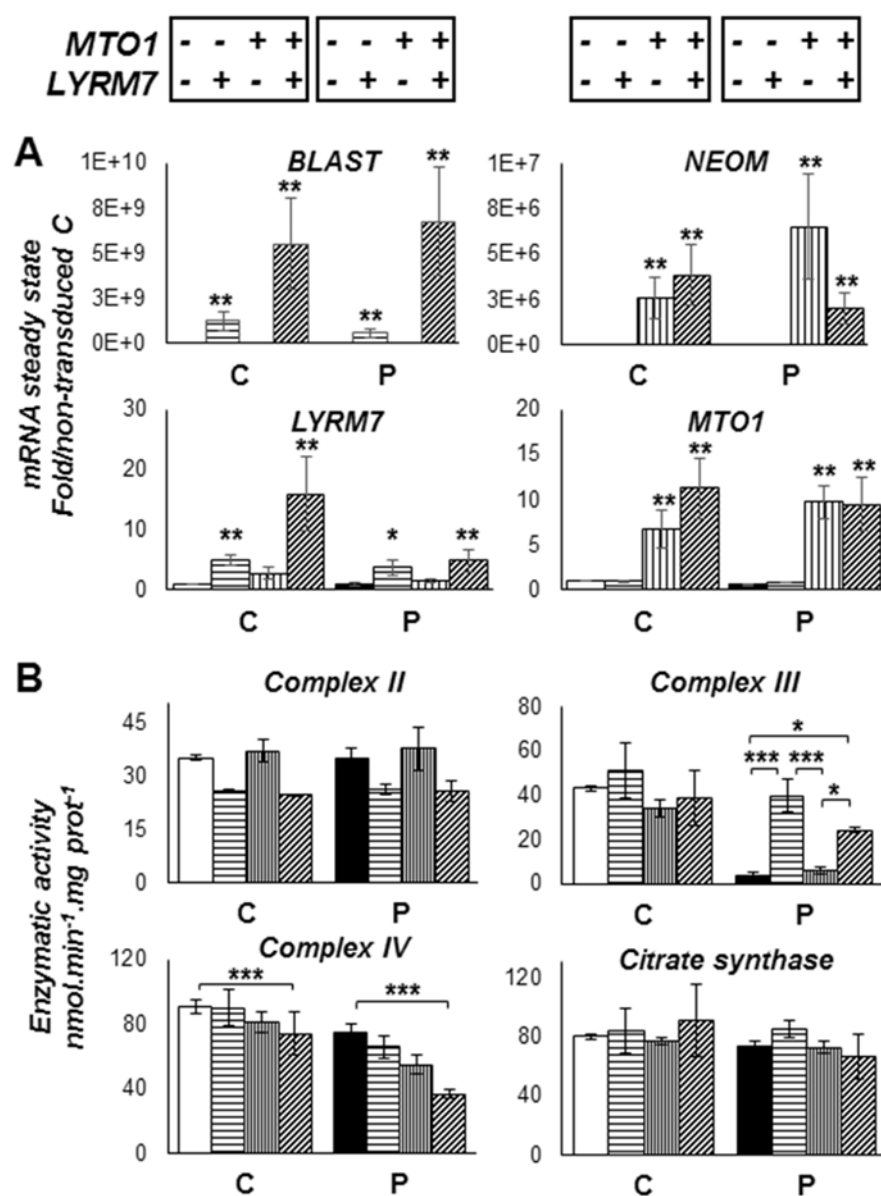 MTO1 - - + + - - + + - - + + - - + +
LYRM7 - + - + - + - + - + - + - + - +
A
mRNA steady state
Fold/non-transduced C
BLAST
1E+10
8E+9
5E+9
3E+9
0E+0
** ** ** **
C P
NEOM
1E+7
8E+6
5E+6
3E+6
0E+0
** ** ** **
C P
LYRM7
30
20
10
0
** ** * **
C P
MTO1
20
15
10
5
0
** ** ** **
C P
B
Enzymatic activity
nmol.min-1.mg prot-1
Complex II
45
30
15
0
C P
Complex III
80
60
40
20
0
*
*** ***
*
C P
Complex IV
120
80
40
0
*** ***
C P
Citrate synthase
120
80
40
0
C P